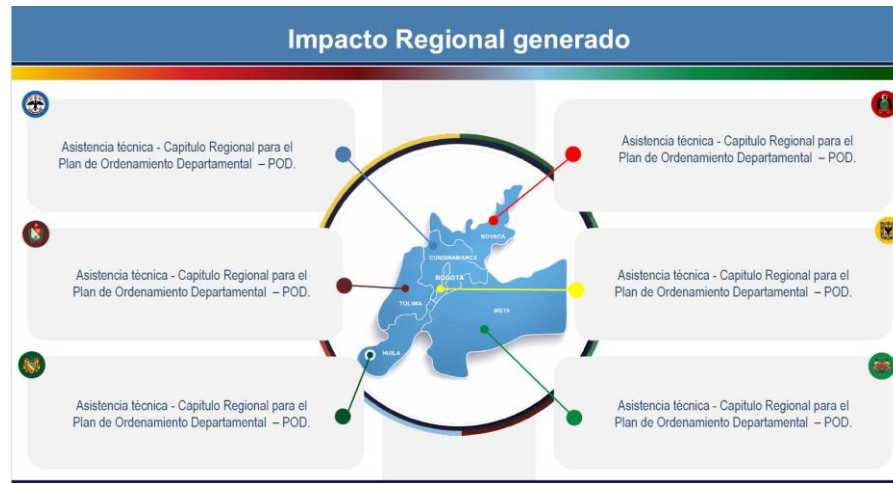 Impacto Regional generado
Asistencia técnica - Capitulo Regional para el
Plan de Ordenamiento Departamental – POD.
Asistencia técnica - Capitulo Regional para el
Plan de Ordenamiento Departamental – POD.
Asistencia técnica - Capitulo Regional para el
Plan de Ordenamiento Departamental – POD.
Asistencia técnica - Capitulo Regional para el
Plan de Ordenamiento Departamental – POD.
Asistencia técnica - Capitulo Regional para el
Plan de Ordenamiento Departamental – POD.
Asistencia técnica - Capitulo Regional para el
Plan de Ordenamiento Departamental – POD.
BOYACÁ
CUNDINAMARCA
BOGOTA
TOLIMA
META
HUILA